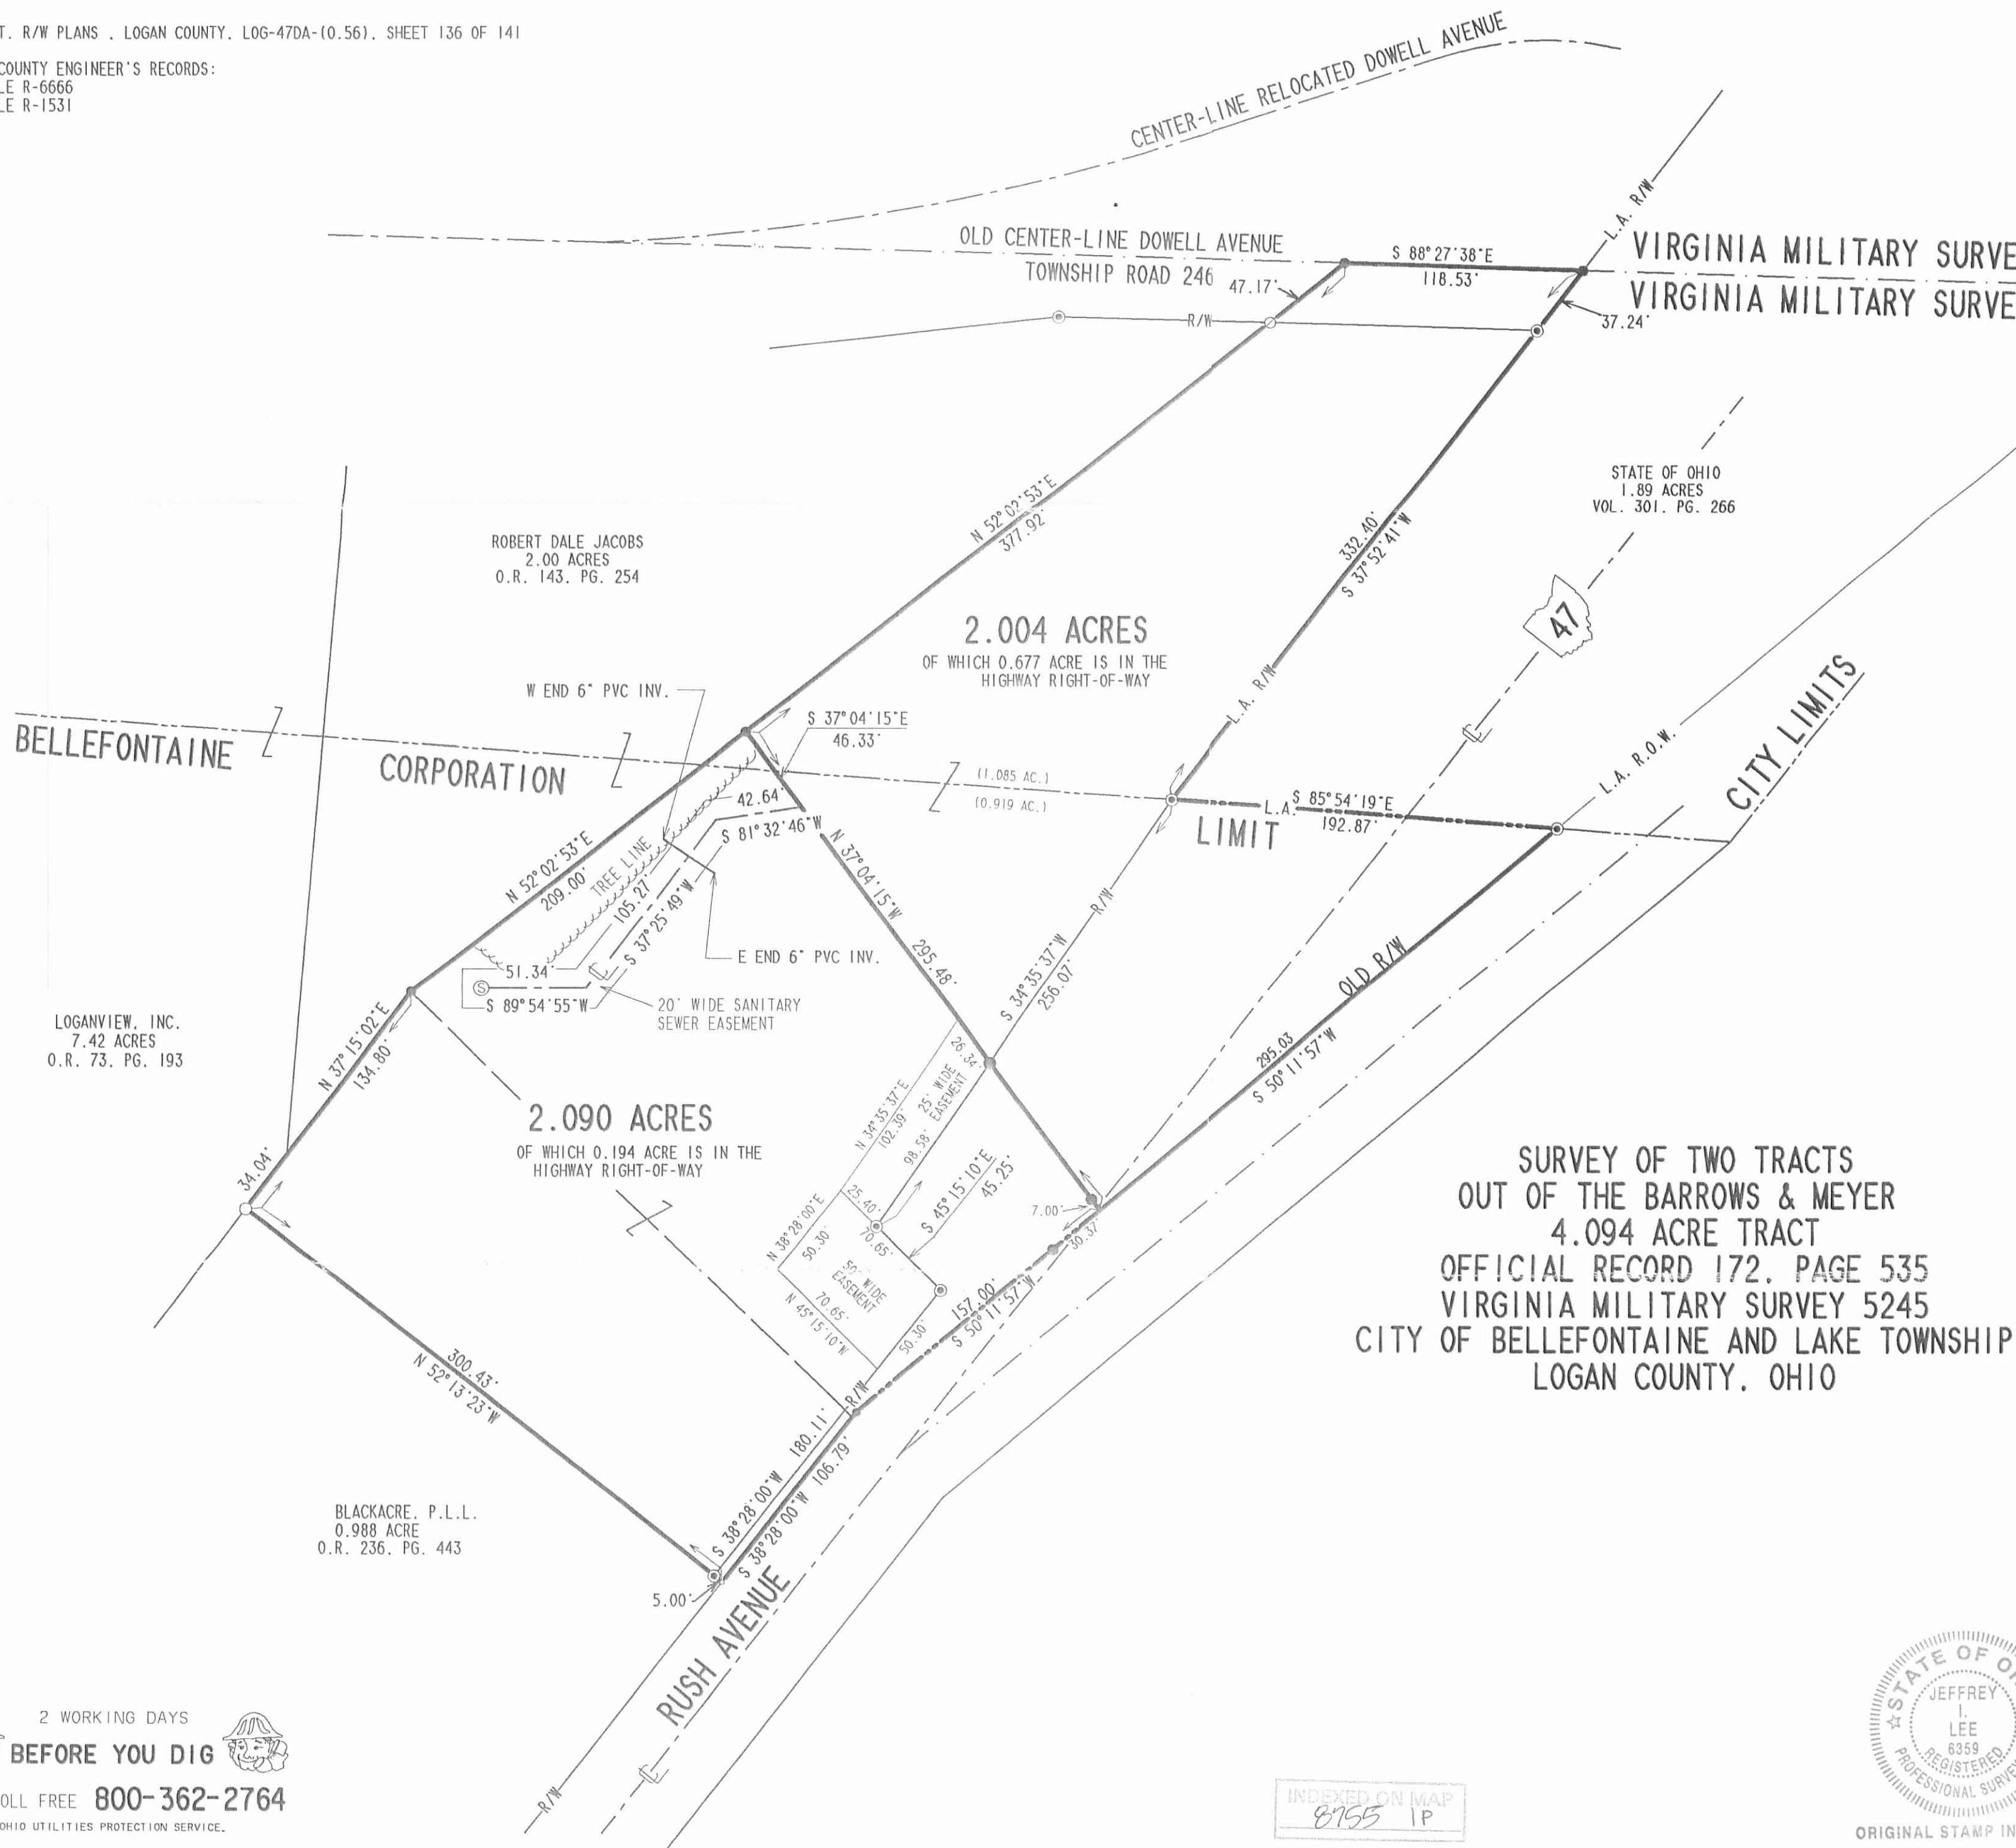 T. R/W PLANS . LOGAN COUNTY. LOG-47DA-(0.56). SHEET 136 OF 141
COUNTY ENGINEER'S RECORDS:
LE R-6666
LE R-1531
CENTER-LINE RELOCATED DOWELL AVENUE
L.A. R/W
OLD CENTER-LINE DOWELL AVENUE
TOWNSHIP ROAD 246
47.17'
S 88°27'38"E
118.53'
VIRGINIA MILITARY SURVE
VIRGINIA MILITARY SURVE
37.24'
R/W
STATE OF OHIO
1.89 ACRES
VOL. 301. PG. 266
N 52°02'53"E
377.92'
332.40'
S 37°52'41"W
47
ROBERT DALE JACOBS
2.00 ACRES
O.R. 143. PG. 254
2.004 ACRES
OF WHICH 0.677 ACRE IS IN THE
HIGHWAY RIGHT-OF-WAY
W END 6" PVC INV.
S 37°04'15"E
46.33'
L.A. R/W
BELLEFONTAINE
CORPORATION
LIMIT
CITY LIMITS
L.A. R.O.W.
(1.085 AC.)
(0.919 AC.)
L.A.
S 85°54'19"E
192.87'
42.64'
S 81°32'46"W
N 52°02'53"E
209.00'
TREE LINE
105.27'
S 37°25'49"W
N 37°04'15"W
295.48'
R/W
S 34°35'37"W
256.07'
OLD R/W
295.03
S 50°11'57"W
E END 6" PVC INV.
51.34'
S
S 89°54'55"W
20' WIDE SANITARY
SEWER EASEMENT
LOGANVIEW, INC.
7.42 ACRES
O.R. 73. PG. 193
N 37°15'02"E
134.80'
34.04'
2.090 ACRES
OF WHICH 0.194 ACRE IS IN THE
HIGHWAY RIGHT-OF-WAY
26.34'
N 34°35'37"E
102.39'
25' WIDE
EASEMENT
98.58'
S 45°15'10"E
45.25'
25.40'
70.65'
N 38°28'00"E
50.30'
50' WIDE
EASEMENT
70.65'
N 45°15'10"W
50.30'
7.00'
30.37'
157.00'
S 50°11'57"W
R/W
300.43'
N 52°13'23"W
S 38°28'00"W 180.11'
S 38°28'00"W 106.79'
5.00'
BLACKACRE. P.L.L.
0.988 ACRE
O.R. 236. PG. 443
RUSH AVENUE
R/W
SURVEY OF TWO TRACTS
OUT OF THE BARROWS & MEYER
4.094 ACRE TRACT
OFFICIAL RECORD 172. PAGE 535
VIRGINIA MILITARY SURVEY 5245
CITY OF BELLEFONTAINE AND LAKE TOWNSHIP
LOGAN COUNTY. OHIO
2 WORKING DAYS
BEFORE YOU DIG
OLL FREE 800-362-2764
OHIO UTILITIES PROTECTION SERVICE.
INDEXED ON MAP
8755 1P
STATE OF O
JEFFREY
I.
LEE
6359
REGISTERED
PROFESSIONAL SURVE
ORIGINAL STAMP IN